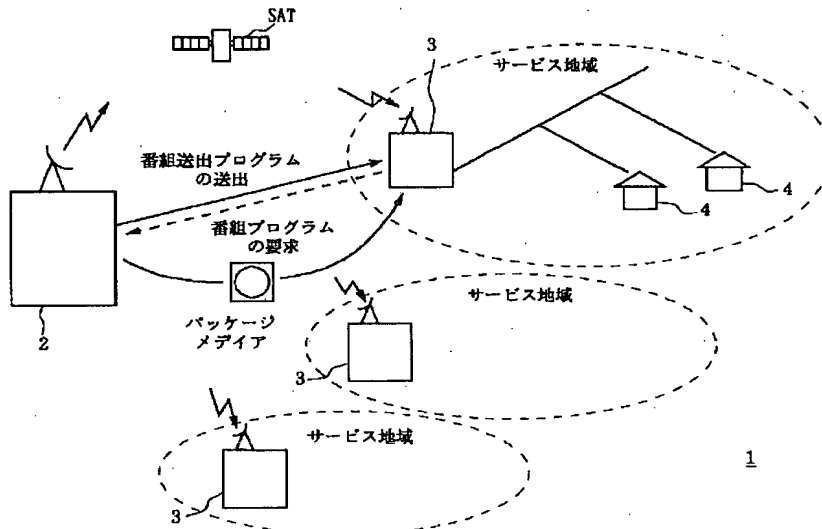 SAT
3
サービス地域
番組送出プログラム
の送出
番組プログラム
の要求
4
4
2
パッケージ
メデイア
サービス地域
3
サービス地域
3
1